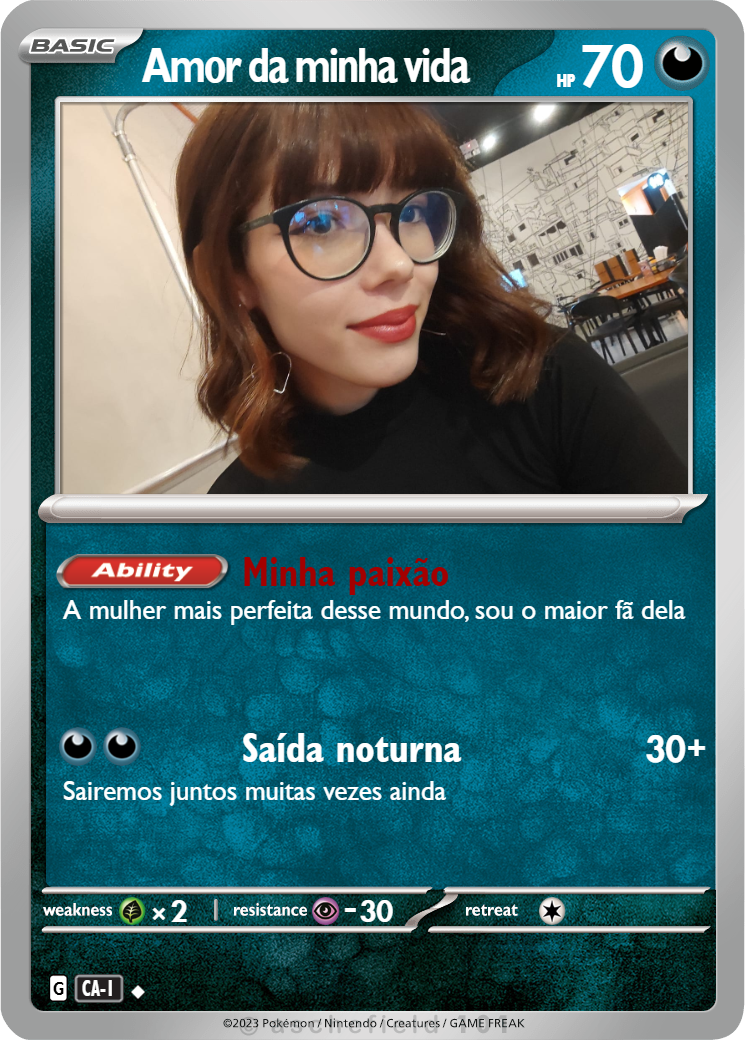 BASIC
Amor da minha vida
HP 70
Ability Minha paixão
A mulher mais perfeita desse mundo, sou o maior fã dela
Saída noturna 30+
Sairemos juntos muitas vezes ainda
weakness × 2 | resistance -30 retreat
G CA-I
©2023 Pokémon / Nintendo / Creatures / GAME FREAK